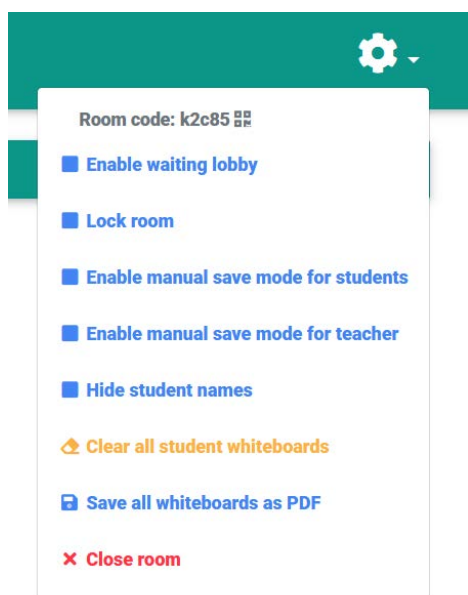 Room code: k2c85
Enable waiting lobby
Lock room
Enable manual save mode for students
Enable manual save mode for teacher
Hide student names
Clear all student whiteboards
Save all whiteboards as PDF
Close room